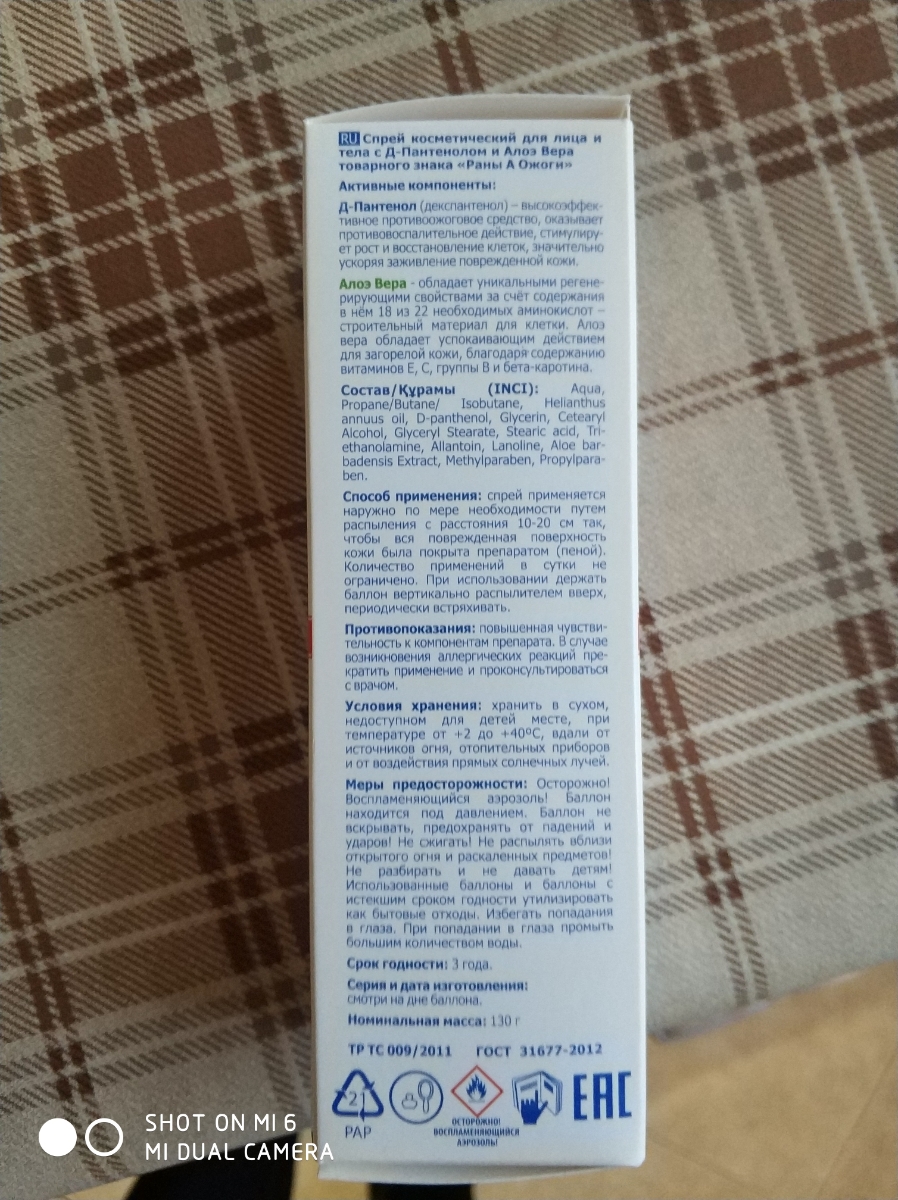 RU Спрей косметический для лица и
тела с Д-Пантенолом и Алоэ Вера
товарного знака «Раны А Ожоги»
Активные компоненты:
Д-Пантенол (декспантенол) – высокоэффек-
тивное противоожоговое средство, оказывает
противовоспалительное действие, стимулиру-
ет рост и восстановление клеток, значительно
ускоряя заживление поврежденной кожи.
Алоэ Вера - обладает уникальными регене-
рирующими свойствами за счёт содержания
в нём 18 из 22 необходимых аминокислот –
строительный материал для клетки. Алоэ
вера обладает успокаивающим действием
для загорелой кожи, благодаря содержанию
витаминов Е, С, группы В и бета-каротина.
Состав/Құрамы (INCI): Aqua,
Propane/Butane/ Isobutane, Helianthus
annuus oil, D-panthenol, Glycerin, Cetearyl
Alcohol, Glyceryl Stearate, Stearic acid, Tri-
ethanolamine, Allantoin, Lanoline, Aloe bar-
badensis Extract, Methylparaben, Propylpara-
ben.
Способ применения: спрей применяется
наружно по мере необходимости путем
распыления с расстояния 10-20 см так,
чтобы вся поврежденная поверхность
кожи была покрыта препаратом (пеной).
Количество применений в сутки не
ограничено. При использовании держать
баллон вертикально распылителем вверх,
периодически встряхивать.
Противопоказания: повышенная чувстви-
тельность к компонентам препарата. В случае
возникновения аллергических реакций пре-
кратить применение и проконсультироваться
с врачом.
Условия хранения: хранить в сухом,
недоступном для детей месте, при
температуре от +2 до +40ºС, вдали от
источников огня, отопительных приборов
и от воздействия прямых солнечных лучей.
Меры предосторожности: Осторожно!
Воспламеняющийся аэрозоль! Баллон
находится под давлением. Баллон не
вскрывать, предохранять от падений и
ударов! Не сжигать! Не распылять вблизи
открытого огня и раскаленных предметов!
Не разбирать и не давать детям!
Использованные баллоны и баллоны с
истекшим сроком годности утилизировать
как бытовые отходы. Избегать попадания
в глаза. При попадании в глаза промыть
большим количеством воды.
Срок годности: 3 года.
Серия и дата изготовления:
смотри на дне баллона.
Номинальная масса: 130 г
ТР ТС 009/2011 ГОСТ 31677-2012
21
PAP
ОСТОРОЖНО!
ВОСПЛАМЕНЯЮЩИЙСЯ
АЭРОЗОЛЬ!
EAC
SHOT ON MI 6
MI DUAL CAMERA